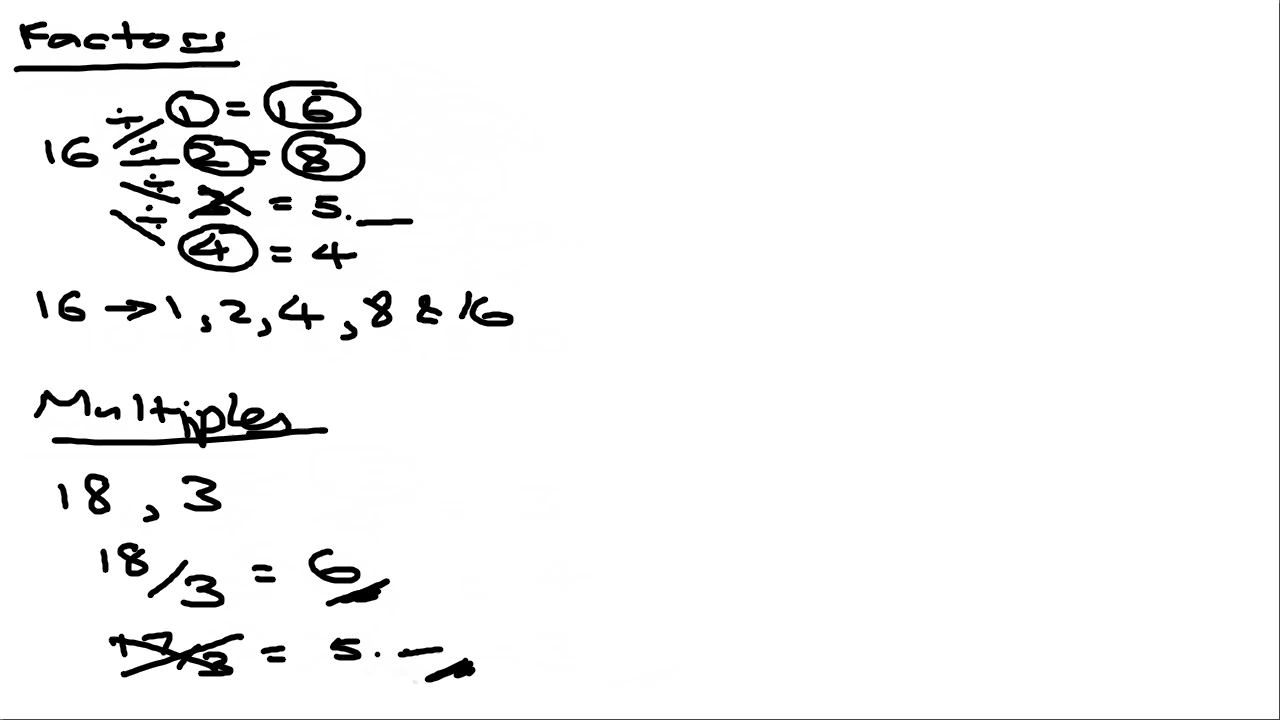 Factors
÷ 1 = 16
16 ÷ 2 = 8
÷ 3 = 5.__
÷ 4 = 4
16 → 1, 2, 4, 8 & 16
Multiples
18, 3
18/3 = 6
17/3 = 5.__